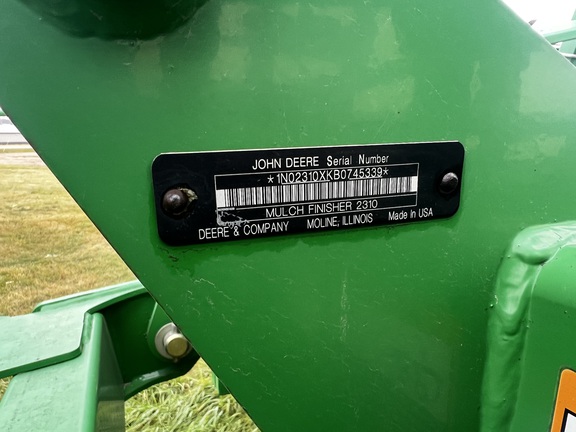 JOHN DEERE Serial Number
*1N02310XKB0745339*
MULCH FINISHER 2310
DEERE & COMPANY MOLINE, ILLINOIS Made in USA